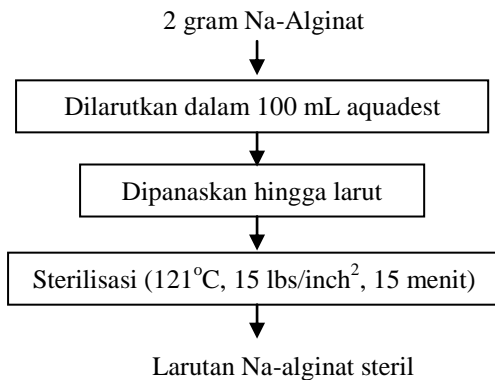 2 gram Na-Alginat
Dilarutkan dalam 100 mL aquadest
Dipanaskan hingga larut
Sterilisasi (121°C, 15 lbs/inch², 15 menit)
Larutan Na-alginat steril